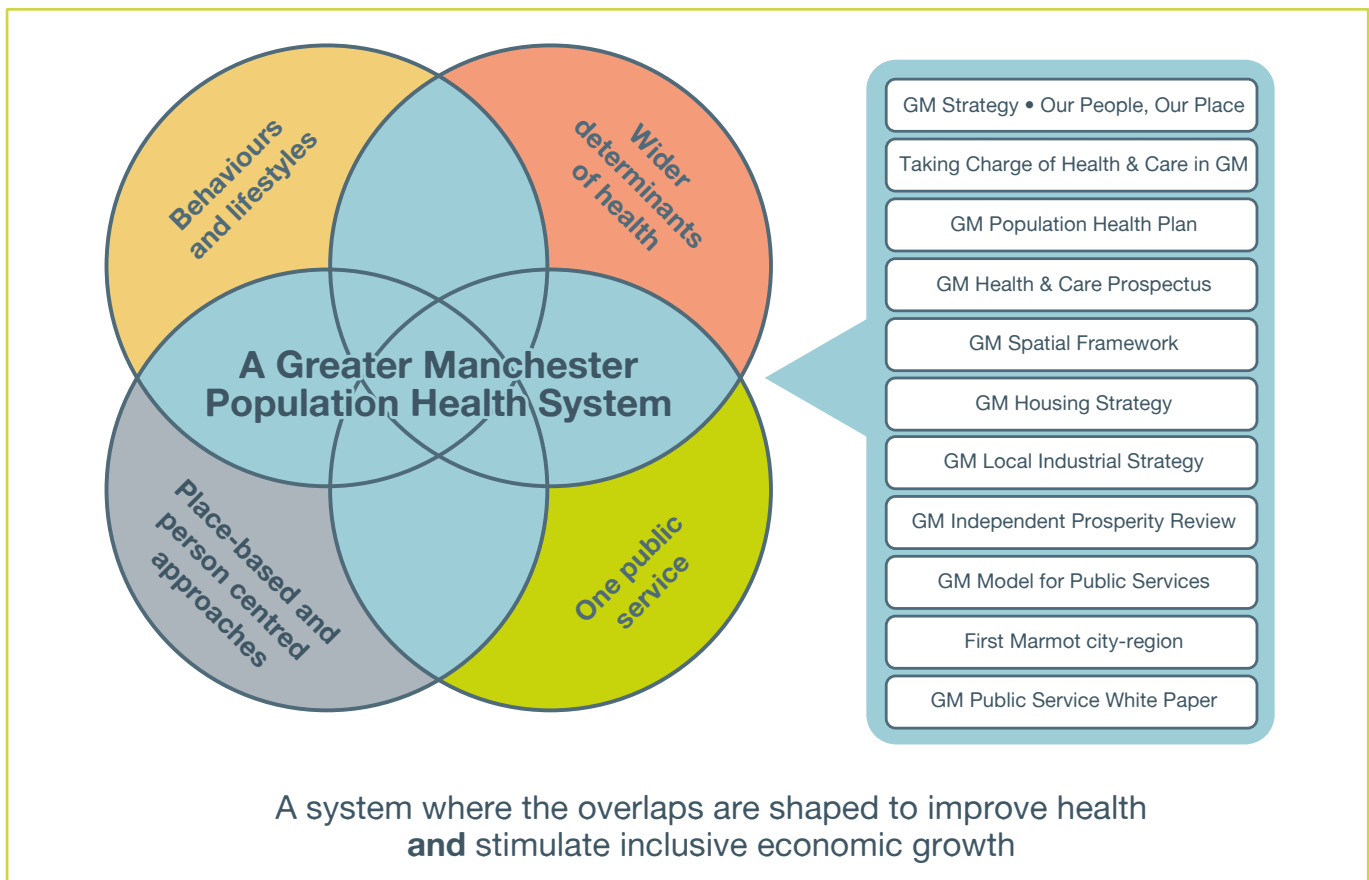 Behaviours
and lifestyles
Wider
determinants
of health
A Greater Manchester
Population Health System
Place-based and
person centred
approaches
One public
service
GM Strategy • Our People, Our Place
Taking Charge of Health & Care in GM
GM Population Health Plan
GM Health & Care Prospectus
GM Spatial Framework
GM Housing Strategy
GM Local Industrial Strategy
GM Independent Prosperity Review
GM Model for Public Services
First Marmot city-region
GM Public Service White Paper
A system where the overlaps are shaped to improve health
and stimulate inclusive economic growth